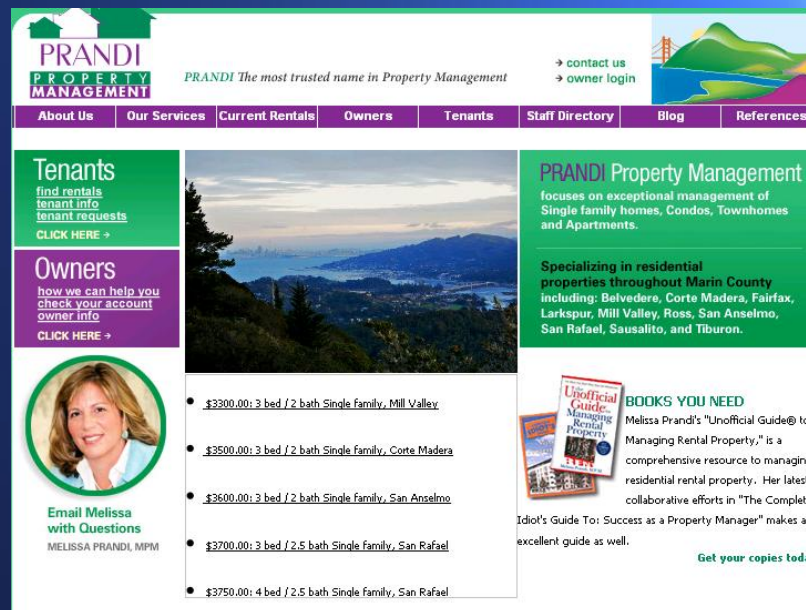 PRANDI
PROPERTY
MANAGEMENT
PRANDI The most trusted name in Property Management
→ contact us
→ owner login
About Us Our Services Current Rentals Owners Tenants Staff Directory Blog References
Tenants
find rentals
tenant info
tenant requests
CLICK HERE →
Owners
how we can help you
check your account
owner info
CLICK HERE →
Email Melissa
with Questions
MELISSA PRANDI, MPM
• $3300.00: 3 bed / 2 bath Single family, Mill Valley
• $3500.00: 3 bed / 2 bath Single family, Corte Madera
• $3600.00: 3 bed / 2 bath Single family, San Anselmo
• $3700.00: 3 bed / 2.5 bath Single family, San Rafael
• $3750.00: 4 bed / 2.5 bath Single family, San Rafael
PRANDI Property Management
focuses on exceptional management of
Single family homes, Condos, Townhomes
and Apartments.
Specializing in residential
properties throughout Marin County
including: Belvedere, Corte Madera, Fairfax,
Larkspur, Mill Valley, Ross, San Anselmo,
San Rafael, Sausalito, and Tiburon.
Unofficial
Guide to
Managing
Rental
Property
BOOKS YOU NEED
Melissa Prandi's "Unofficial Guide® to
Managing Rental Property," is a
comprehensive resource to managin
residential rental property. Her latest
collaborative efforts in "The Complet
Idiot's Guide To: Success as a Property Manager" makes a
excellent guide as well.
Get your copies toda